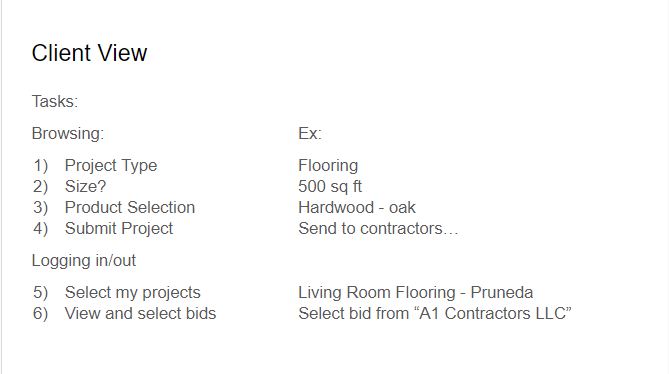 Client View
Tasks:
Browsing: Ex:
1) Project Type Flooring
2) Size? 500 sq ft
3) Product Selection Hardwood - oak
4) Submit Project Send to contractors…
Logging in/out
5) Select my projects Living Room Flooring - Pruneda
6) View and select bids Select bid from “A1 Contractors LLC”